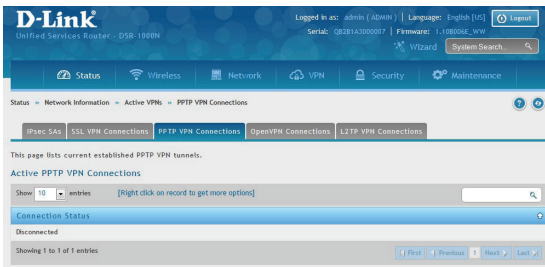 D-Link
Logged in as: admin ( ADMIN ) | Language: English [US] Logout
Unified Services Router - DSR-1000N
Serial: QB2B1A3000007 | Firmware: 1.10B006E_WW
Wizard System Search...
Status Wireless Network VPN Security Maintenance
Status » Network Information » Active VPNs » PPTP VPN Connections
IPsec SAs SSL VPN Connections PPTP VPN Connections OpenVPN Connections L2TP VPN Connections
This page lists current established PPTP VPN tunnels.
Active PPTP VPN Connections
Show 10 entries [Right click on record to get more options]
Connection Status
Disconnected
Showing 1 to 1 of 1 entries First Previous 1 Next Last